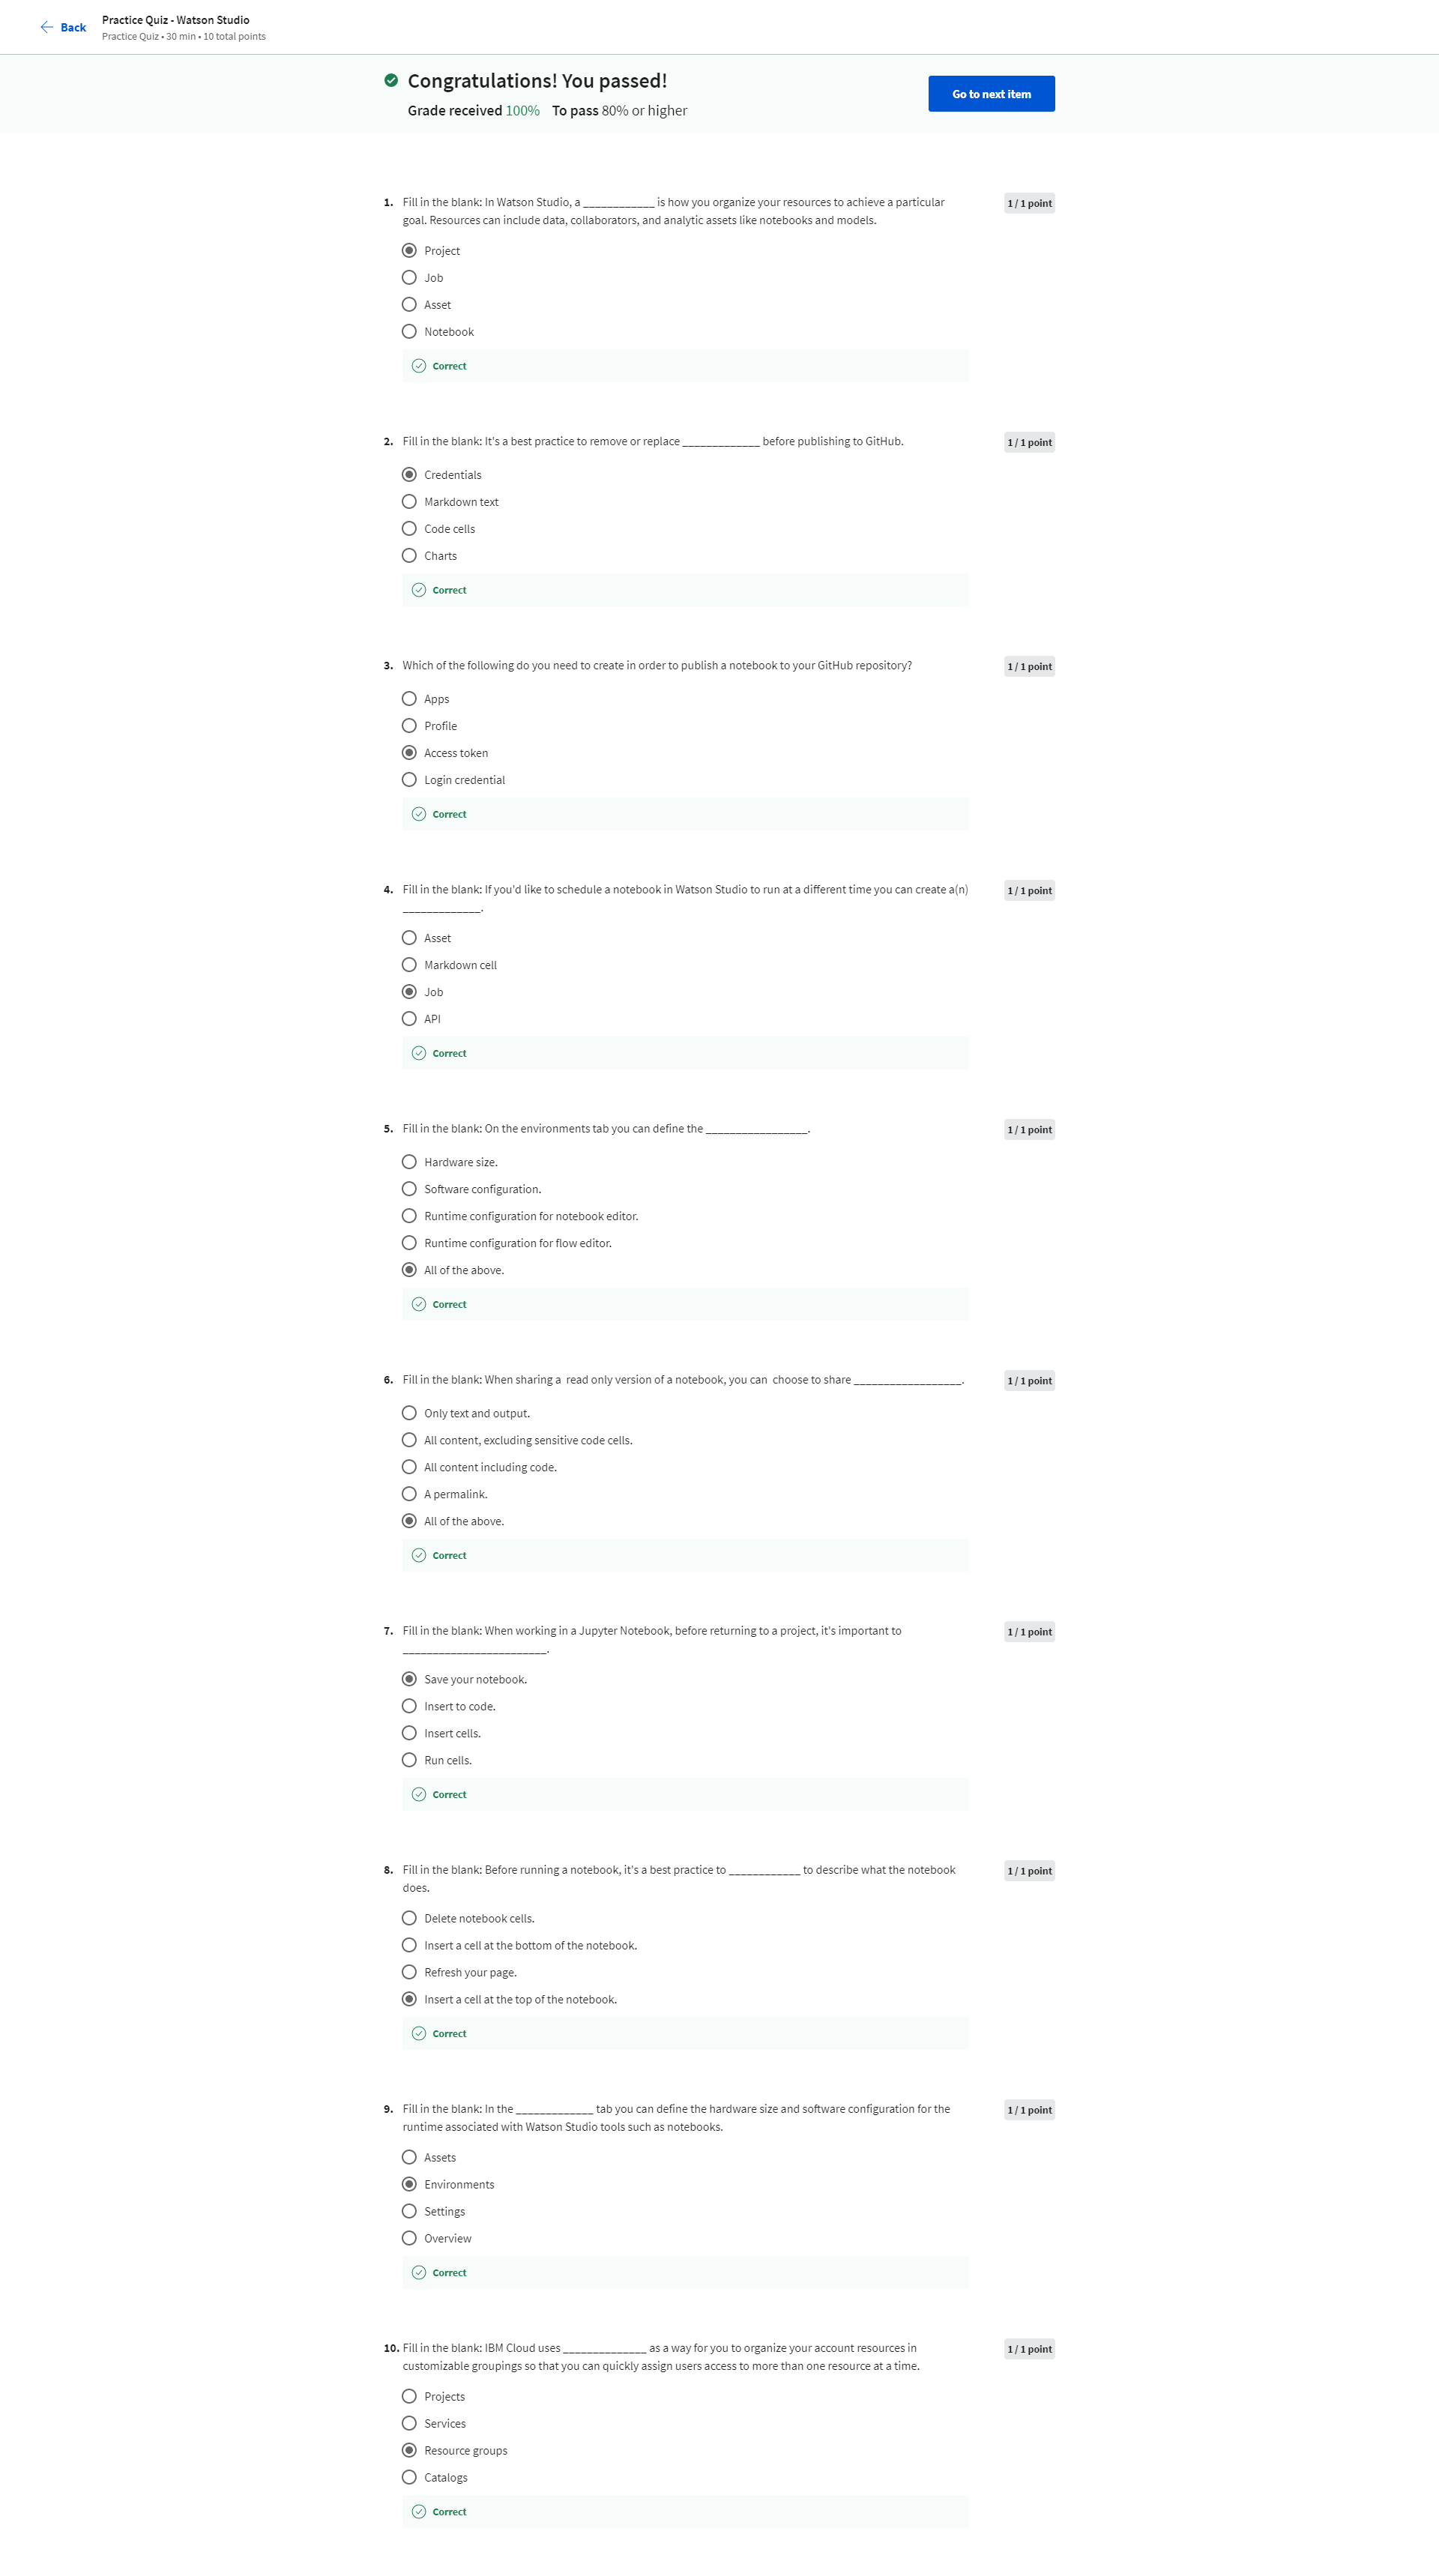 Back
Practice Quiz - Watson Studio
Practice Quiz • 30 min • 10 total points
Congratulations! You passed!
Grade received 100% To pass 80% or higher
Go to next item
1. Fill in the blank: In Watson Studio, a ____________ is how you organize your resources to achieve a particular
goal. Resources can include data, collaborators, and analytic assets like notebooks and models.
1 / 1 point
Project
Job
Asset
Notebook
Correct
2. Fill in the blank: It's a best practice to remove or replace _____________ before publishing to GitHub.
1 / 1 point
Credentials
Markdown text
Code cells
Charts
Correct
3. Which of the following do you need to create in order to publish a notebook to your GitHub repository?
1 / 1 point
Apps
Profile
Access token
Login credential
Correct
4. Fill in the blank: If you'd like to schedule a notebook in Watson Studio to run at a different time you can create a(n)
_____________.
1 / 1 point
Asset
Markdown cell
Job
API
Correct
5. Fill in the blank: On the environments tab you can define the _________________.
1 / 1 point
Hardware size.
Software configuration.
Runtime configuration for notebook editor.
Runtime configuration for flow editor.
All of the above.
Correct
6. Fill in the blank: When sharing a  read only version of a notebook, you can  choose to share __________________.
1 / 1 point
Only text and output.
All content, excluding sensitive code cells.
All content including code.
A permalink.
All of the above.
Correct
7. Fill in the blank: When working in a Jupyter Notebook, before returning to a project, it's important to
________________________.
1 / 1 point
Save your notebook.
Insert to code.
Insert cells.
Run cells.
Correct
8. Fill in the blank: Before running a notebook, it's a best practice to ____________ to describe what the notebook
does.
1 / 1 point
Delete notebook cells.
Insert a cell at the bottom of the notebook.
Refresh your page.
Insert a cell at the top of the notebook.
Correct
9. Fill in the blank: In the _____________ tab you can define the hardware size and software configuration for the
runtime associated with Watson Studio tools such as notebooks.
1 / 1 point
Assets
Environments
Settings
Overview
Correct
10. Fill in the blank: IBM Cloud uses ______________ as a way for you to organize your account resources in
customizable groupings so that you can quickly assign users access to more than one resource at a time.
1 / 1 point
Projects
Services
Resource groups
Catalogs
Correct